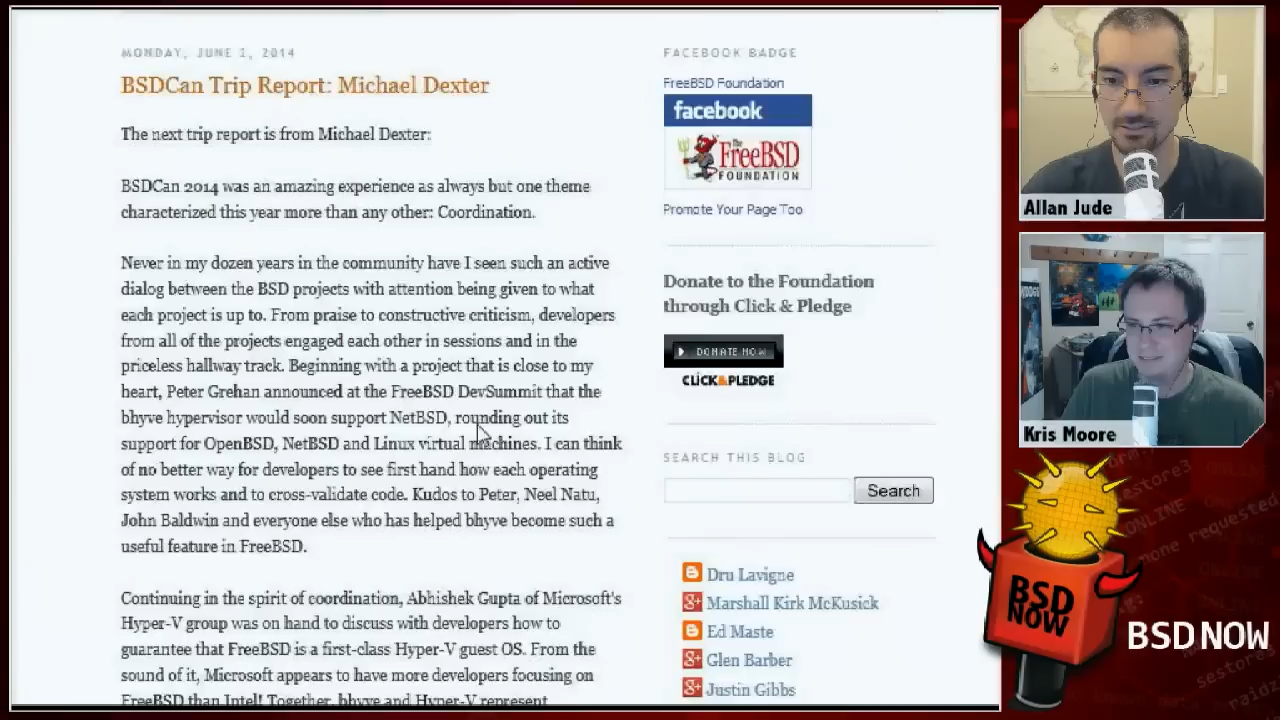 MONDAY, JUNE 2, 2014
BSDCan Trip Report: Michael Dexter
The next trip report is from Michael Dexter:
BSDCan 2014 was an amazing experience as always but one theme
characterized this year more than any other: Coordination.
Never in my dozen years in the community have I seen such an active
dialog between the BSD projects with attention being given to what
each project is up to. From praise to constructive criticism, developers
from all of the projects engaged each other in sessions and in the
priceless hallway track. Beginning with a project that is close to my
heart, Peter Grehan announced at the FreeBSD DevSummit that the
bhyve hypervisor would soon support NetBSD, rounding out its
support for OpenBSD, NetBSD and Linux virtual machines. I can think
of no better way for developers to see first hand how each operating
system works and to cross-validate code. Kudos to Peter, Neel Natu,
John Baldwin and everyone else who has helped bhyve become such a
useful feature in FreeBSD.
Continuing in the spirit of coordination, Abhishek Gupta of Microsoft's
Hyper-V group was on hand to discuss with developers how to
guarantee that FreeBSD is a first-class Hyper-V guest OS. From the
sound of it, Microsoft appears to have more developers focusing on
FreeBSD than Intel! Together, bhyve and Hyper-V represent
FACEBOOK BADGE
FreeBSD Foundation
facebook
The
FreeBSD
FOUNDATION
Promote Your Page Too
Donate to the Foundation
through Click & Pledge
DONATE NOW
CLICK&PLEDGE
SEARCH THIS BLOG
Search
Dru Lavigne
Marshall Kirk McKusick
Ed Maste
Glen Barber
Justin Gibbs
Allan Jude
Kris Moore
BSD
NOW
BSD NOW
estore3
ONLINE
none requested